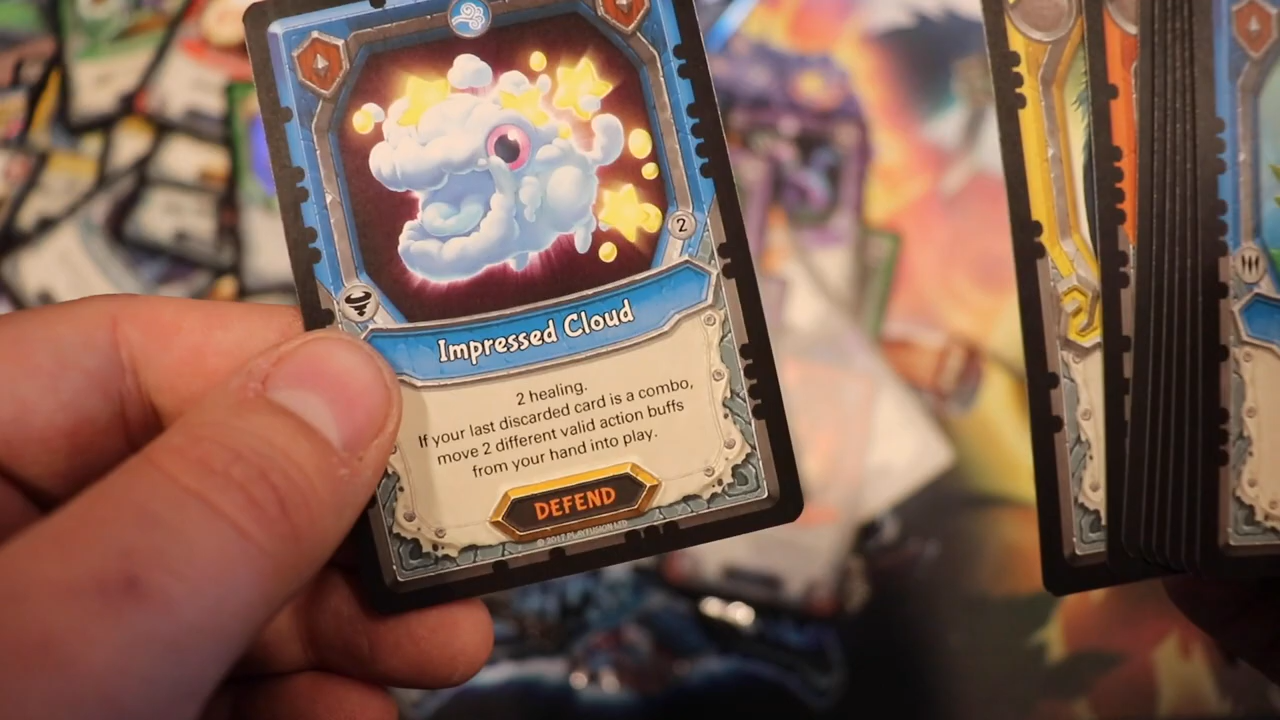 2
Impressed Cloud
2 healing.
If your last discarded card is a combo,
move 2 different valid action buffs
from your hand into play.
DEFEND
© 2017 PLAYFUSION LTD